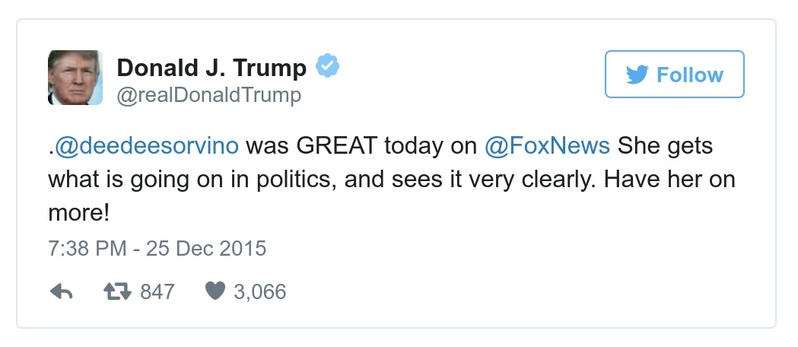 Donald J. Trump
@realDonaldTrump
Follow
.@deedeesorvino was GREAT today on @FoxNews She gets
what is going on in politics, and sees it very clearly. Have her on
more!
7:38 PM - 25 Dec 2015
847 3,066